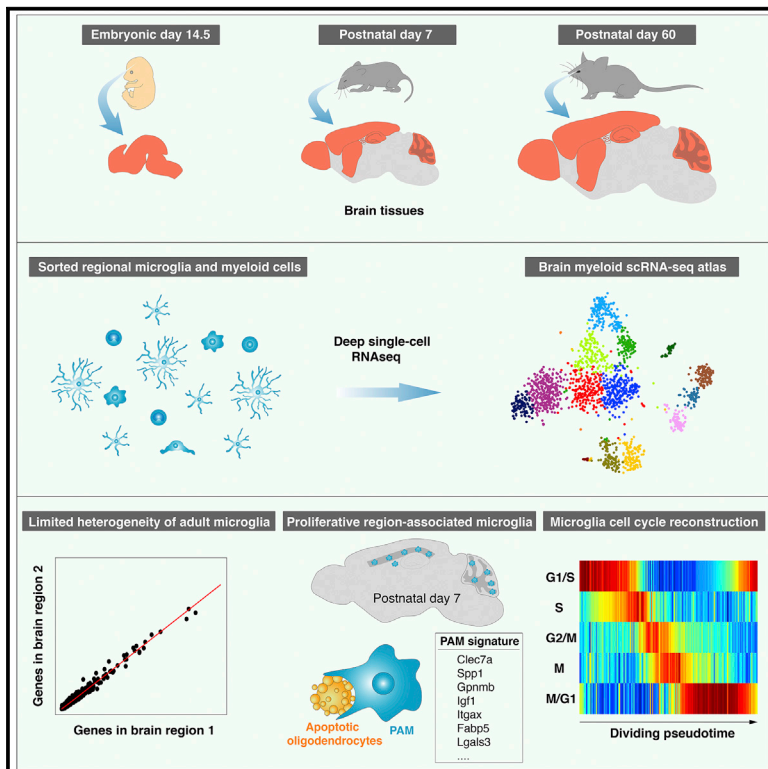 Embryonic day 14.5
Postnatal day 7
Postnatal day 60
Brain tissues
Sorted regional microglia and myeloid cells
Brain myeloid scRNA-seq atlas
Deep single-cell
RNAseq
Limited heterogeneity of adult microglia
Proliferative region-associated microglia
Microglia cell cycle reconstruction
Genes in brain region 2
Genes in brain region 1
Postnatal day 7
Apoptotic
oligodendrocytes
PAM
PAM signature
Clec7a
Spp1
Gpnmb
Igf1
Itgax
Fabp5
Lgals3
....
G1/S
S
G2/M
M
M/G1
Dividing pseudotime